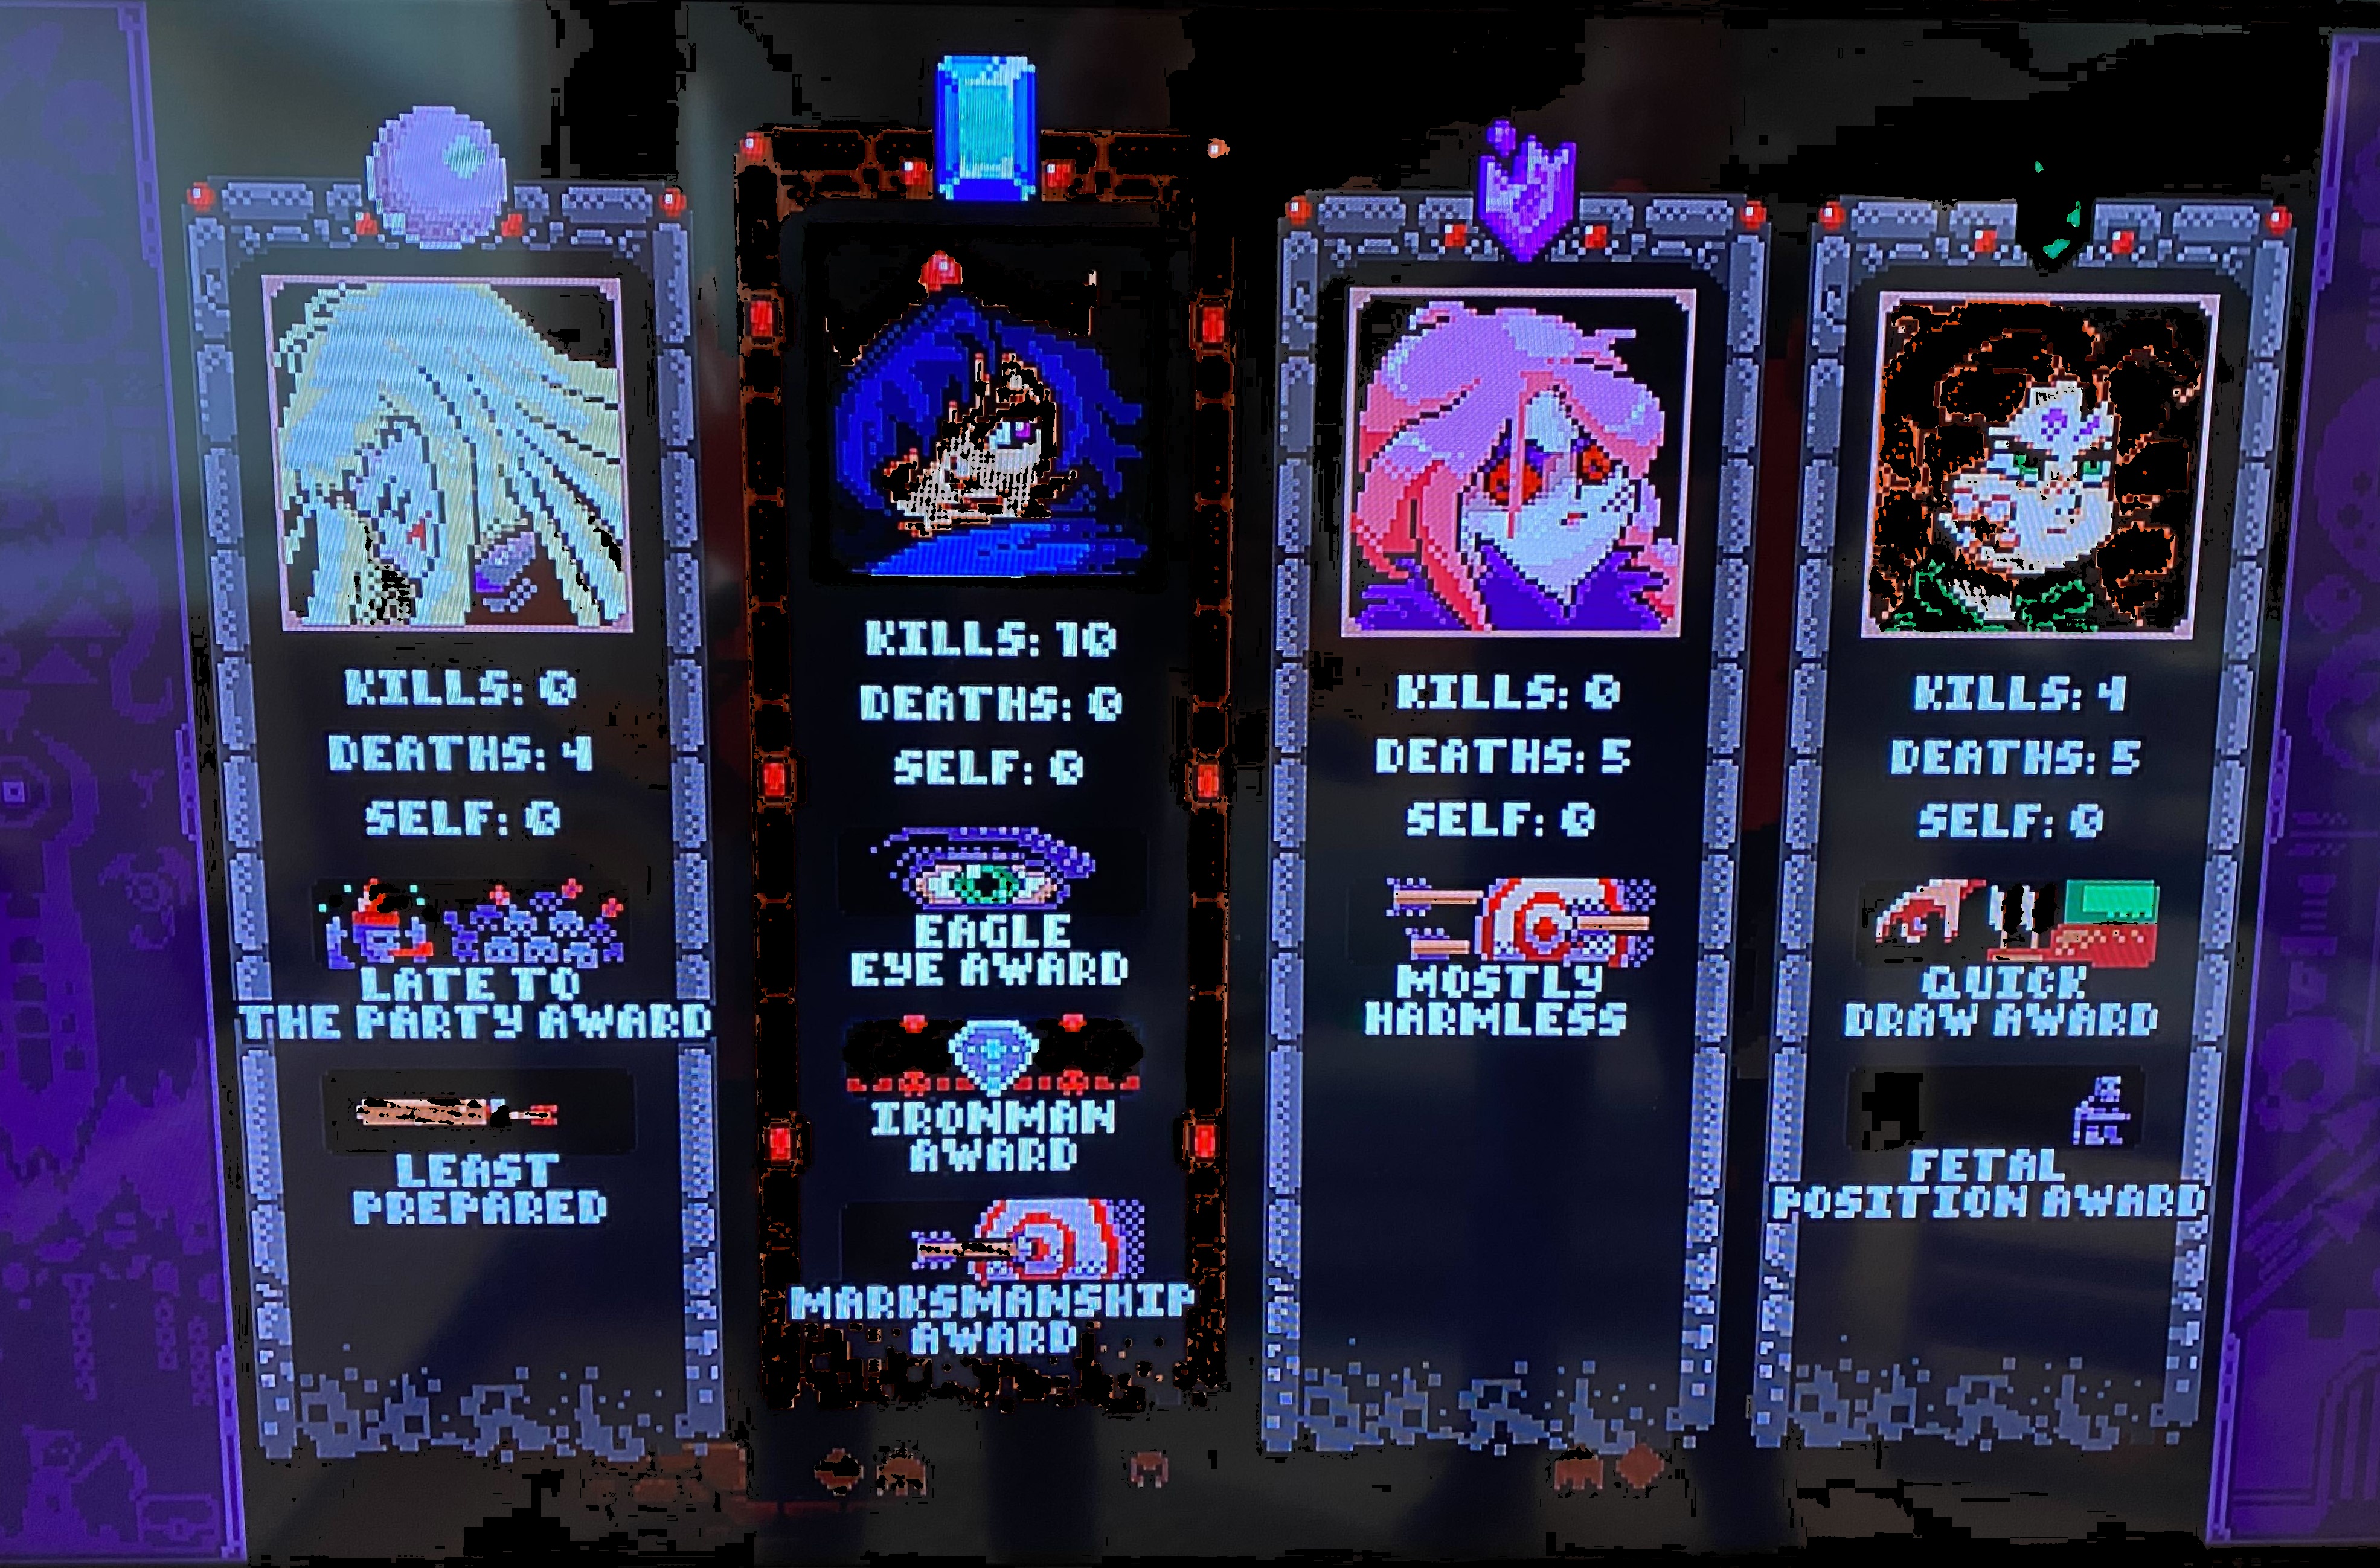 KILLS: 0
DEATHS: 4
SELF: 0
LATE TO
THE PARTY AWARD
LEAST
PREPARED
KILLS: 10
DEATHS: 0
SELF: 0
EAGLE
EYE AWARD
IRONMAN
AWARD
MARKSMANSHIP
AWARD
KILLS: 0
DEATHS: 5
SELF: 0
MOSTLY
HARMLESS
KILLS: 4
DEATHS: 5
SELF: 0
QUICK
DRAW AWARD
FETAL
POSITION AWARD